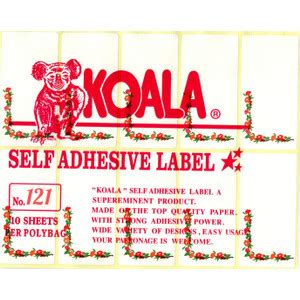 KOALA ®
SELF ADHESIVE LABEL
No. 121
10 SHEETS
PER POLYBAG
"KOALA" SELF ADHESIVE LABEL A
SUPEREMINENT PRODUCT.
MADE OF THE TOP QUALITY PAPER.
WITH STRONG ADHESIVE POWER.
WIDE VARIETY OF DESIGNS, EASY USAG
YOUR PATRONAGE IS WELCOME.